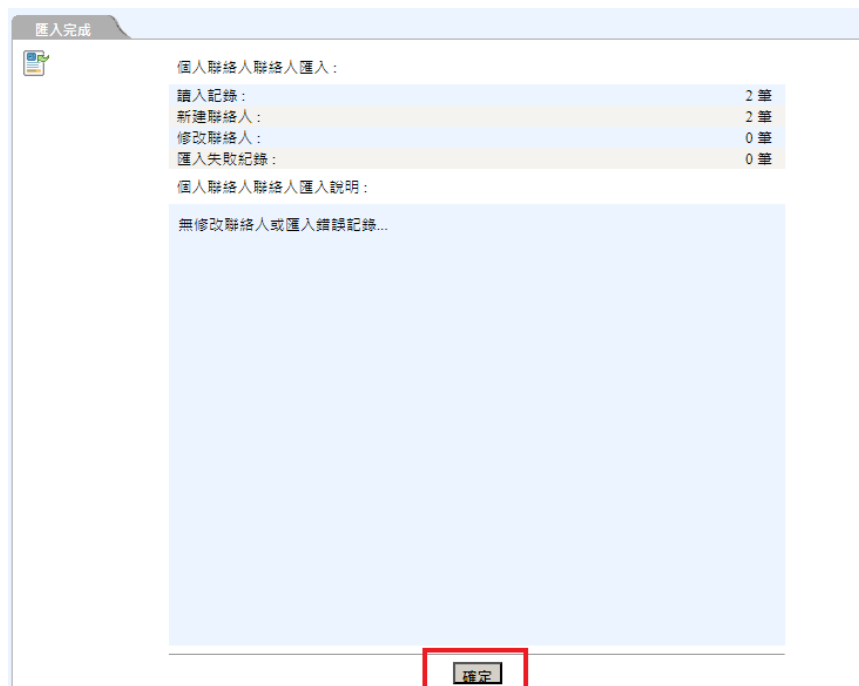 匯入完成
個人聯絡人聯絡人匯入：
讀入記錄： 2 筆
新建聯絡人： 2 筆
修改聯絡人： 0 筆
匯入失敗紀錄： 0 筆
個人聯絡人聯絡人匯入說明：
無修改聯絡人或匯入錯誤記錄...
確定